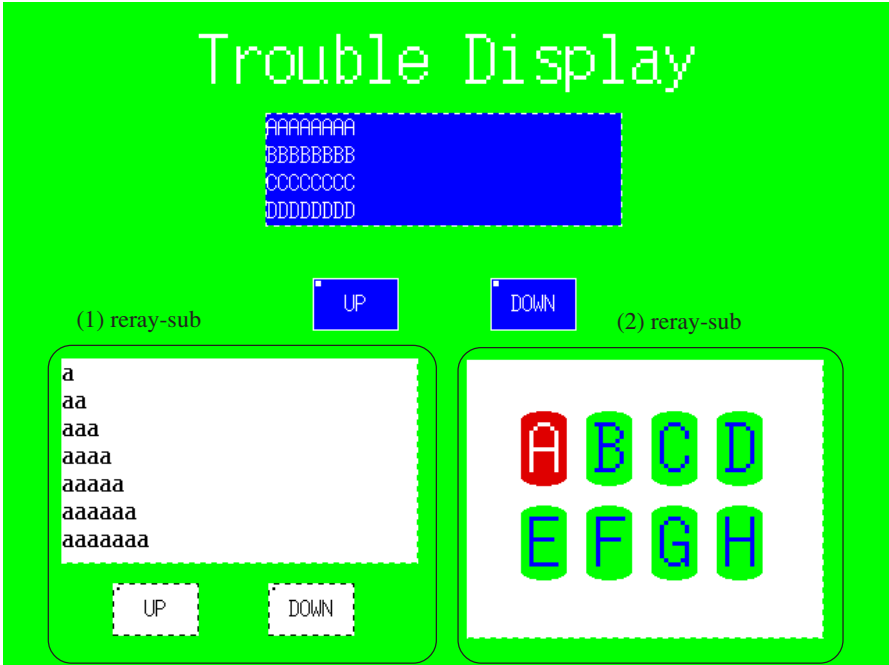 Trouble Display
AAAAAAAA
BBBBBBBB
CCCCCCCC
DDDDDDDD
UP DOWN
(1) reray-sub
(2) reray-sub
a
aa
aaa
aaaa
aaaaa
aaaaaa
aaaaaaa
UP DOWN
A B C D
E F G H